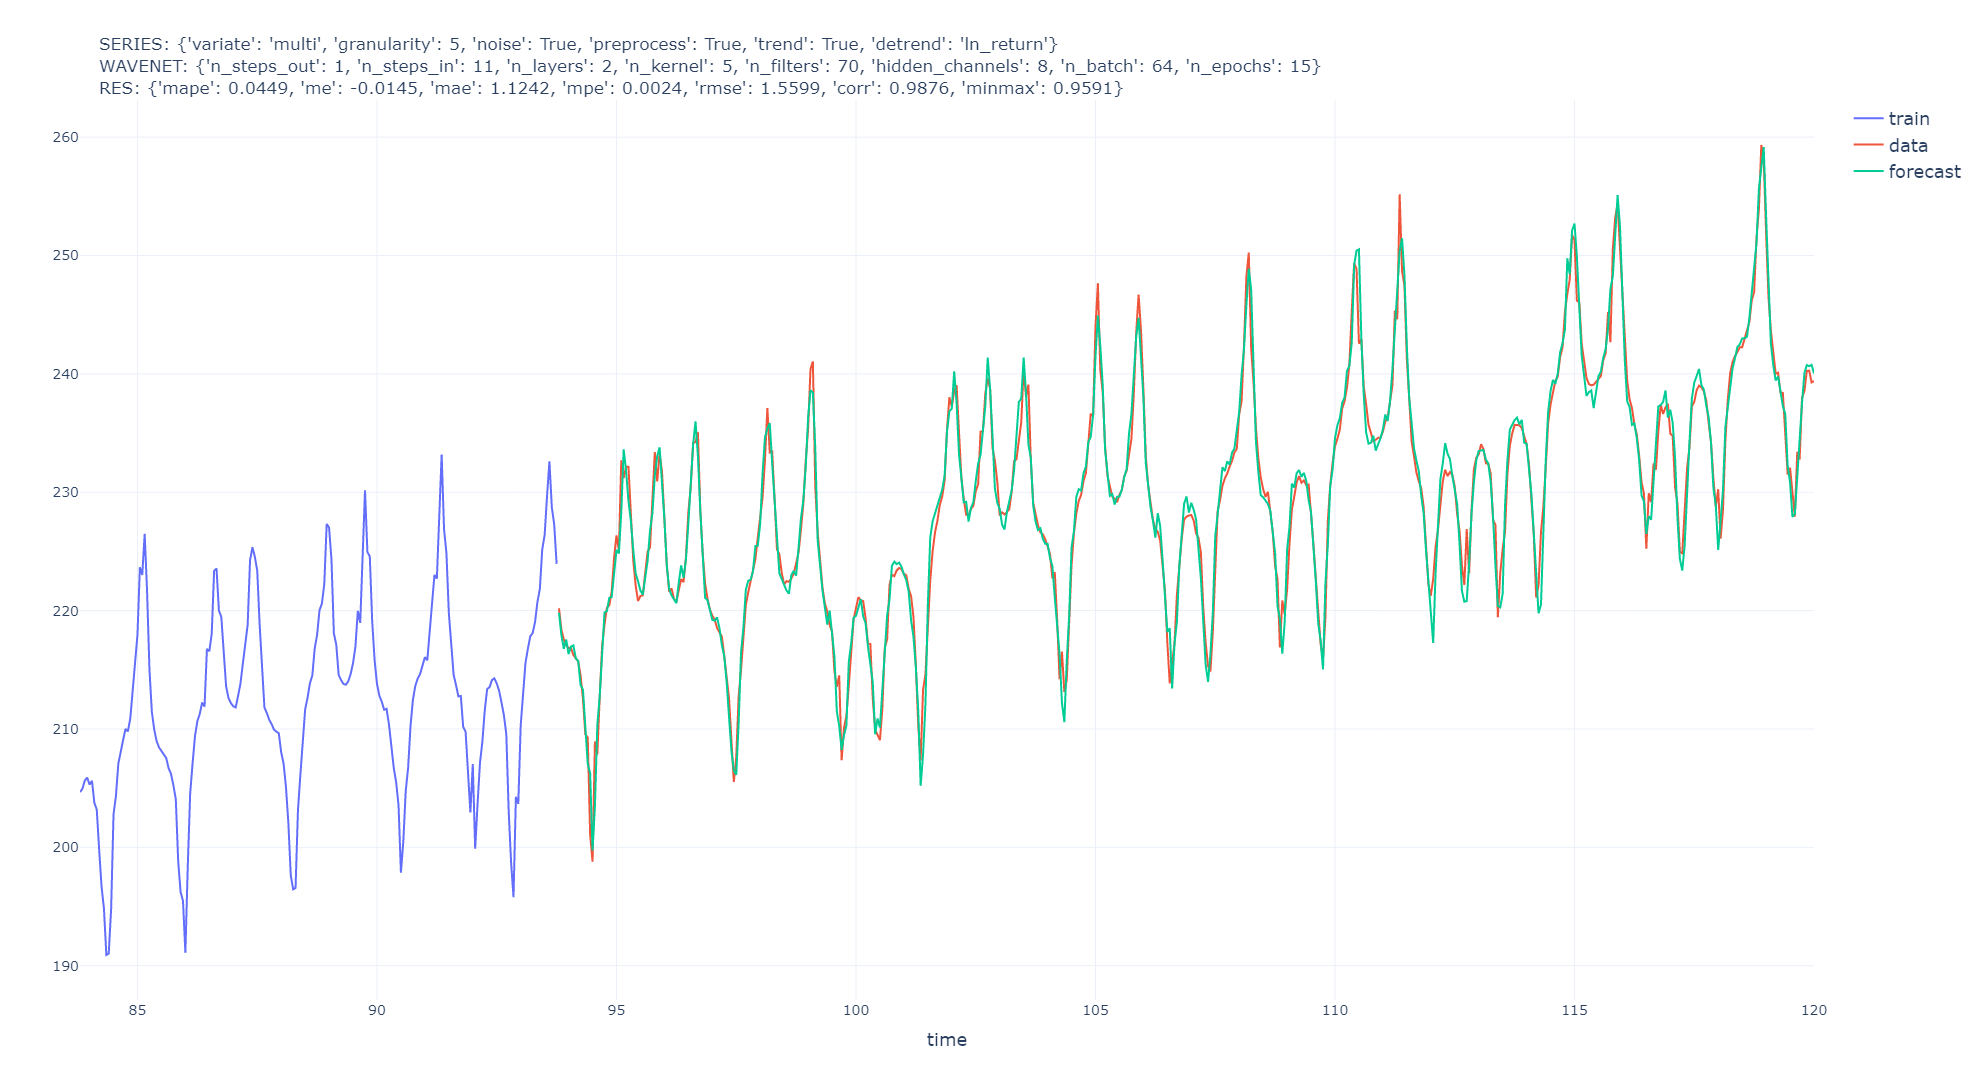 SERIES: {'variate': 'multi', 'granularity': 5, 'noise': True, 'preprocess': True, 'trend': True, 'detrend': 'ln_return'}
WAVENET: {'n_steps_out': 1, 'n_steps_in': 11, 'n_layers': 2, 'n_kernel': 5, 'n_filters': 70, 'hidden_channels': 8, 'n_batch': 64, 'n_epochs': 15}
RES: {'mape': 0.0449, 'me': -0.0145, 'mae': 1.1242, 'mpe': 0.0024, 'rmse': 1.5599, 'corr': 0.9876, 'minmax': 0.9591}
train
data
forecast
260
250
240
230
220
210
200
190
85 90 95 100 105 110 115 120
time